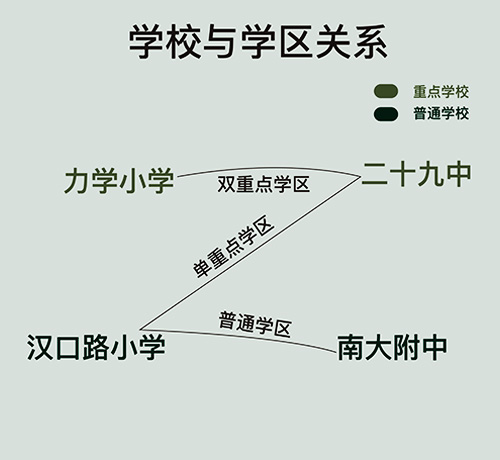 学校与学区关系
重点学校
普通学校
力学小学
双重点学区
二十九中
单重点学区
普通学区
汉口路小学
南大附中